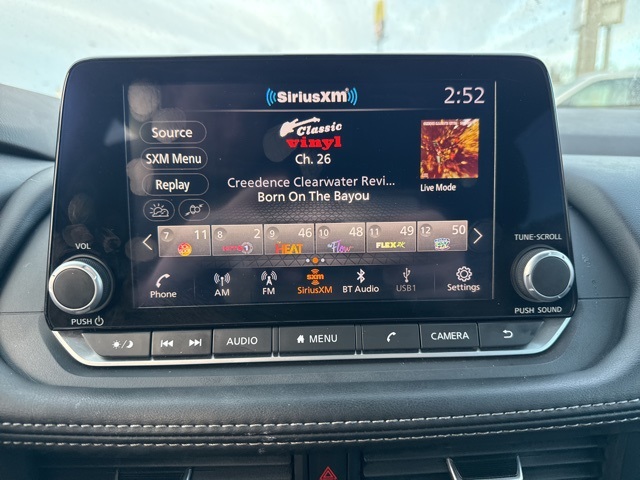 SiriusXM
2:52
Source
SXM Menu
Replay
Classic
vinyl
Ch. 26
Creedence Clearwater Revi...
Born On The Bayou
Live Mode
7 11
8 2
9 46
10 48
11 49
12 50
HEAT
Flow
FLEX
Phone
AM
FM
sxm
SiriusXM
BT Audio
USB1
Settings
VOL
PUSH
TUNE·SCROLL
PUSH SOUND
AUDIO
MENU
CAMERA